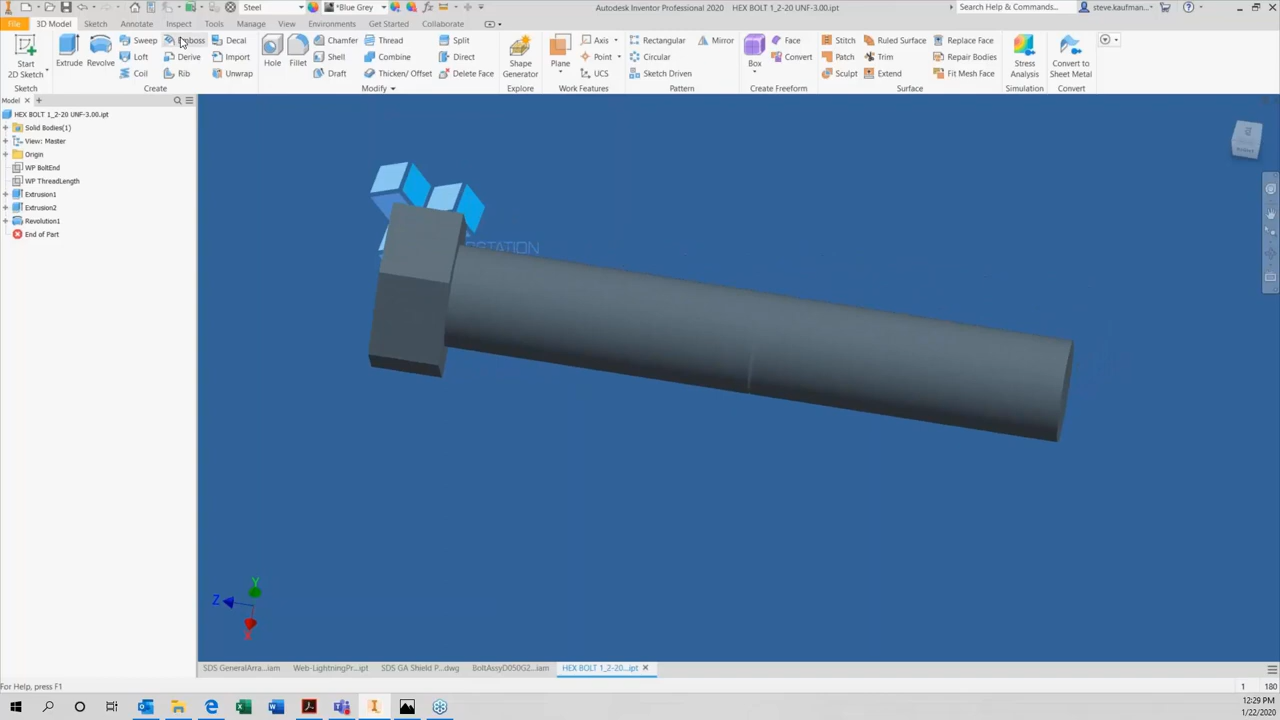 Steel
*Blue Grey
Autodesk Inventor Professional 2020 HEX BOLT 1_2-20 UNF-3.00.ipt
Search Help & Commands...
steve.kaufman...
File
3D Model
Sketch
Annotate
Inspect
Tools
Manage
View
Environments
Get Started
Collaborate
Start
2D Sketch
Extrude
Revolve
Sweep
Loft
Coil
Derive
Rib
Decal
Import
Unwrap
Hole
Fillet
Chamfer
Shell
Draft
Thread
Combine
Thicken/ Offset
Split
Direct
Delete Face
Shape
Generator
Plane
Axis
Point
UCS
Rectangular
Circular
Sketch Driven
Mirror
Box
Face
Convert
Stitch
Patch
Sculpt
Ruled Surface
Trim
Extend
Replace Face
Repair Bodies
Fit Mesh Face
Stress
Analysis
Convert to
Sheet Metal
Sketch
Create
Modify
Explore
Work Features
Pattern
Create Freeform
Surface
Simulation
Convert
Model
HEX BOLT 1_2-20 UNF-3.00.ipt
Solid Bodies(1)
View: Master
Origin
WP BoltEnd
WP ThreadLength
Extrusion1
Extrusion2
Revolution1
End of Part
Y
Z
X
SDS GeneralArra...iam
Web-LightningPr...ipt
SDS GA Shield P...dwg
BoltAssyD050G2...iam
HEX BOLT 1_2-20...ipt
For Help, press F1
1
180
12:29 PM
1/22/2020